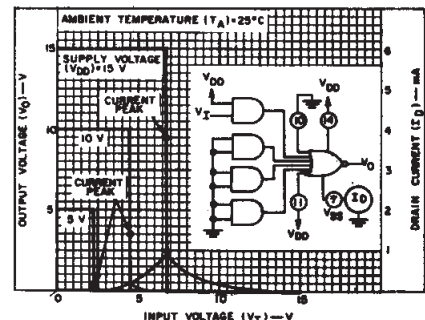 AMBIENT TEMPERATURE (TA)=25°C
15
SUPPLY VOLTAGE
(VDD)=15 V
CURRENT
PEAK
10
10 V
CURRENT
PEAK
5
5 V
VDD
VI
10
VDD
14
VO
11
VDD
7
VSS
ID
6
5
4
3
2
1
0
5
10
15
OUTPUT VOLTAGE (VO)—V
DRAIN CURRENT (ID)—mA
INPUT VOLTAGE (VI)—V